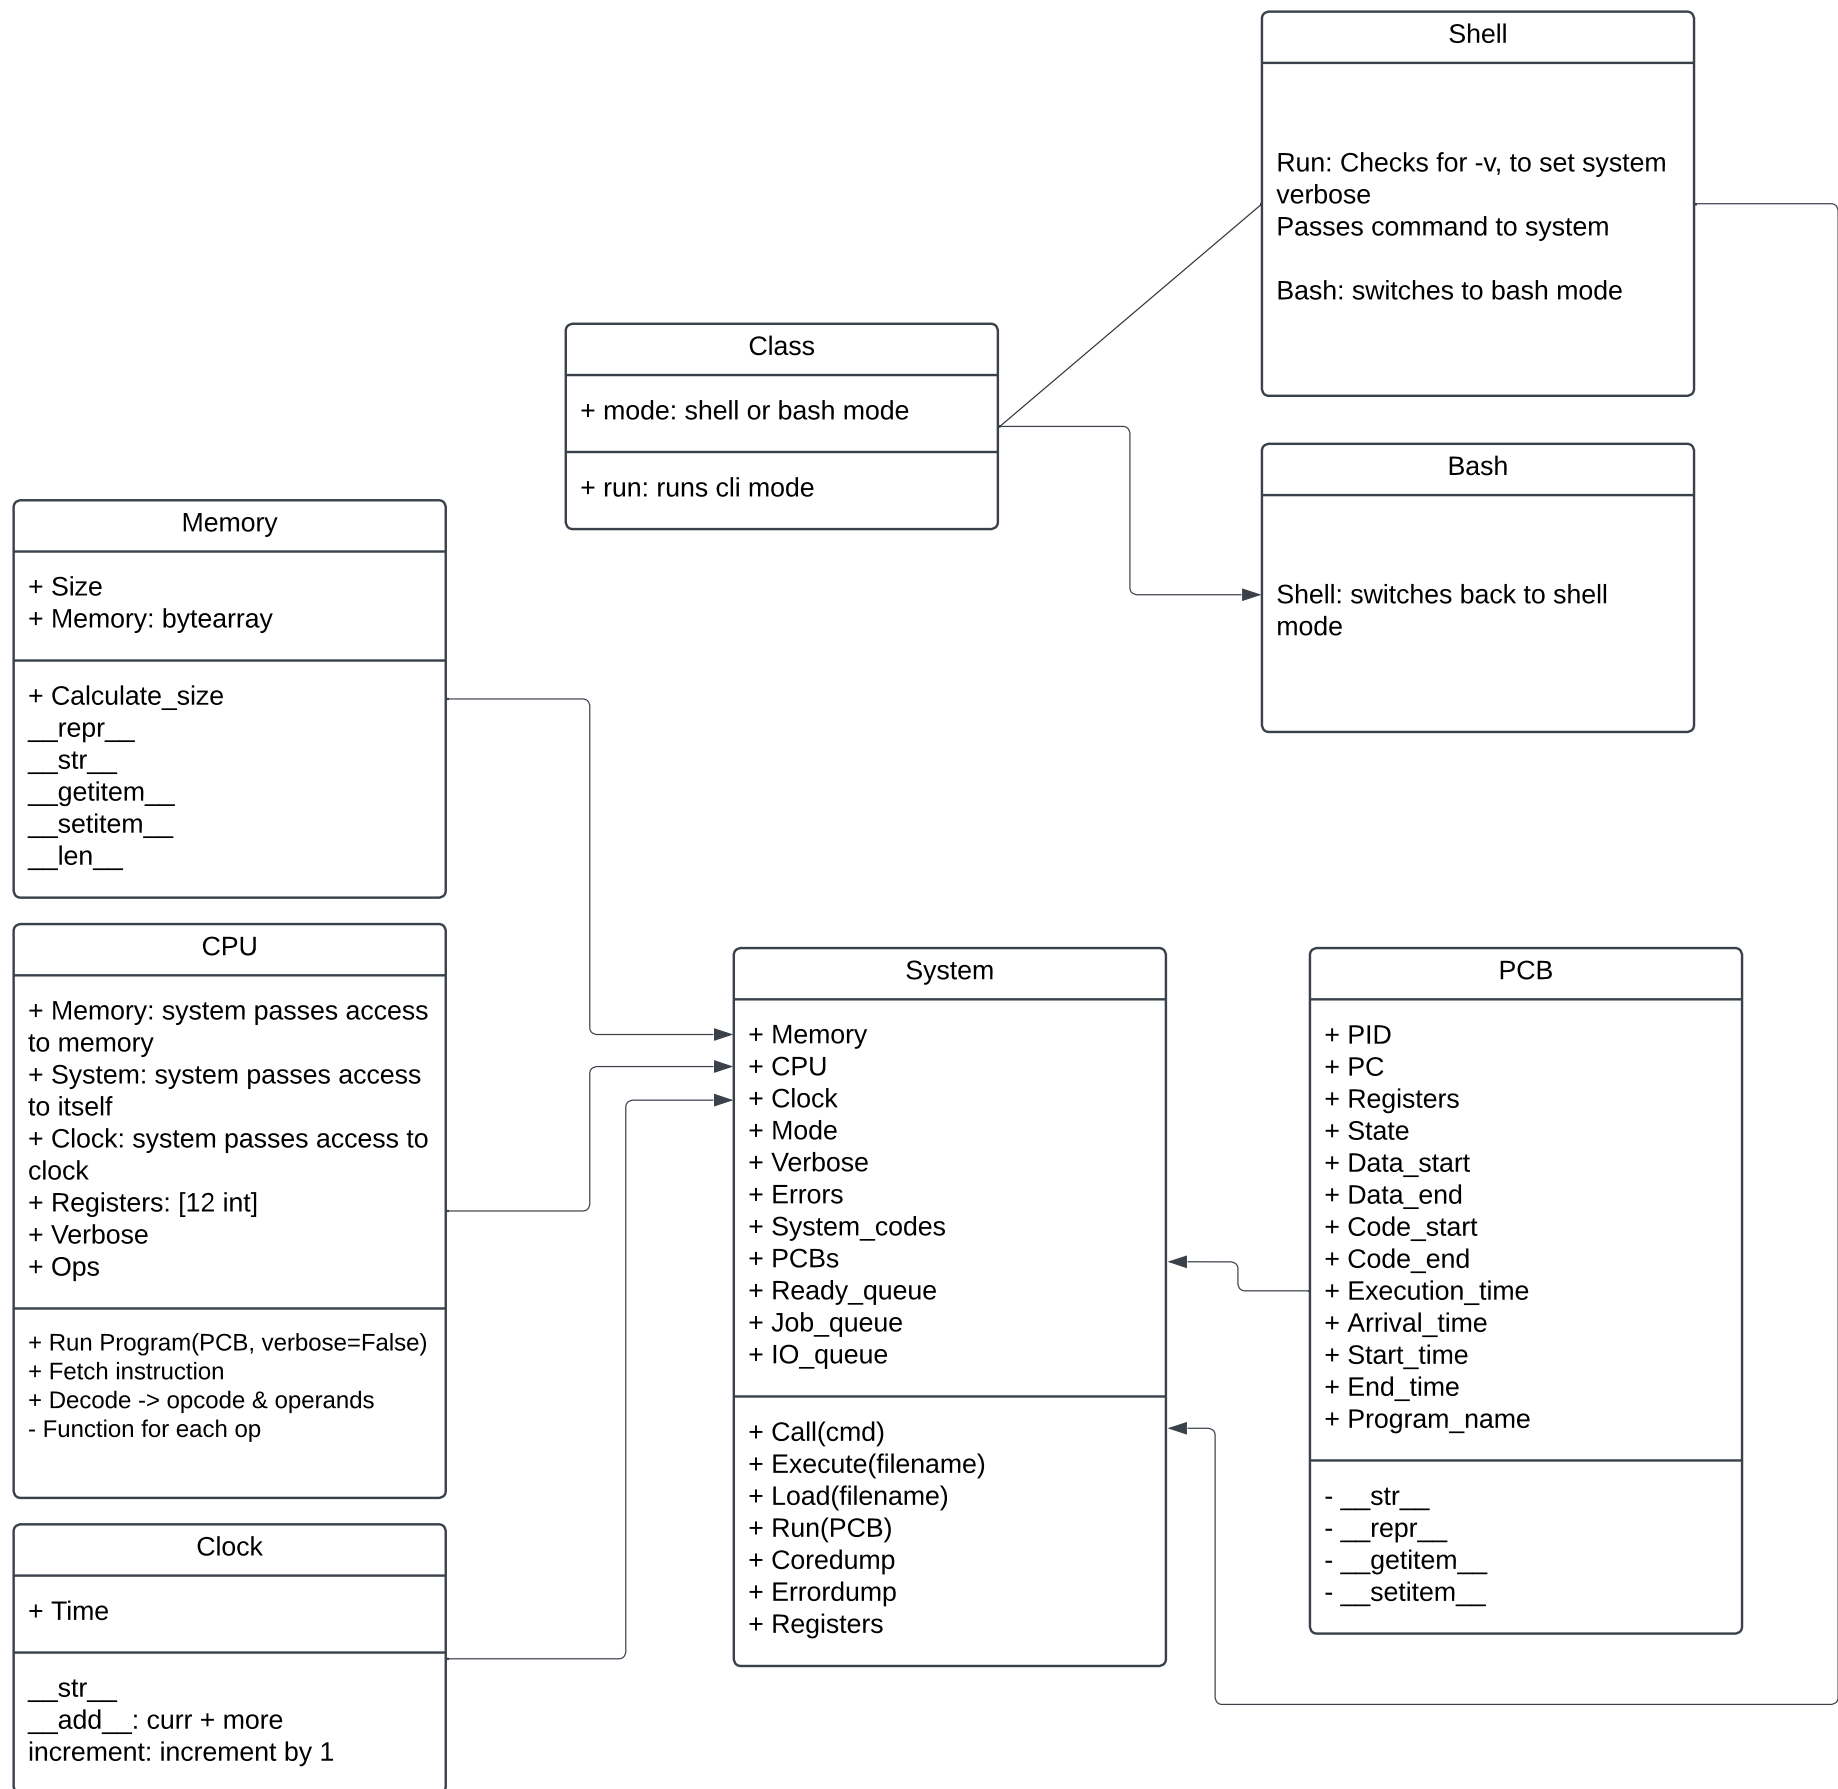 Shell
Run: Checks for -v, to set system
verbose
Passes command to system
Bash: switches to bash mode
Class
+ mode: shell or bash mode
+ run: runs cli mode
Bash
Shell: switches back to shell
mode
Memory
+ Size
+ Memory: bytearray
+ Calculate_size
__repr__
__str__
__getitem__
__setitem__
__len__
CPU
+ Memory: system passes access
to memory
+ System: system passes access
to itself
+ Clock: system passes access to
clock
+ Registers: [12 int]
+ Verbose
+ Ops
+ Run Program(PCB, verbose=False)
+ Fetch instruction
+ Decode -> opcode & operands
- Function for each op
System
+ Memory
+ CPU
+ Clock
+ Mode
+ Verbose
+ Errors
+ System_codes
+ PCBs
+ Ready_queue
+ Job_queue
+ IO_queue
+ Call(cmd)
+ Execute(filename)
+ Load(filename)
+ Run(PCB)
+ Coredump
+ Errordump
+ Registers
PCB
+ PID
+ PC
+ Registers
+ State
+ Data_start
+ Data_end
+ Code_start
+ Code_end
+ Execution_time
+ Arrival_time
+ Start_time
+ End_time
+ Program_name
- __str__
- __repr__
- __getitem__
- __setitem__
Clock
+ Time
__str__
__add__: curr + more
increment: increment by 1